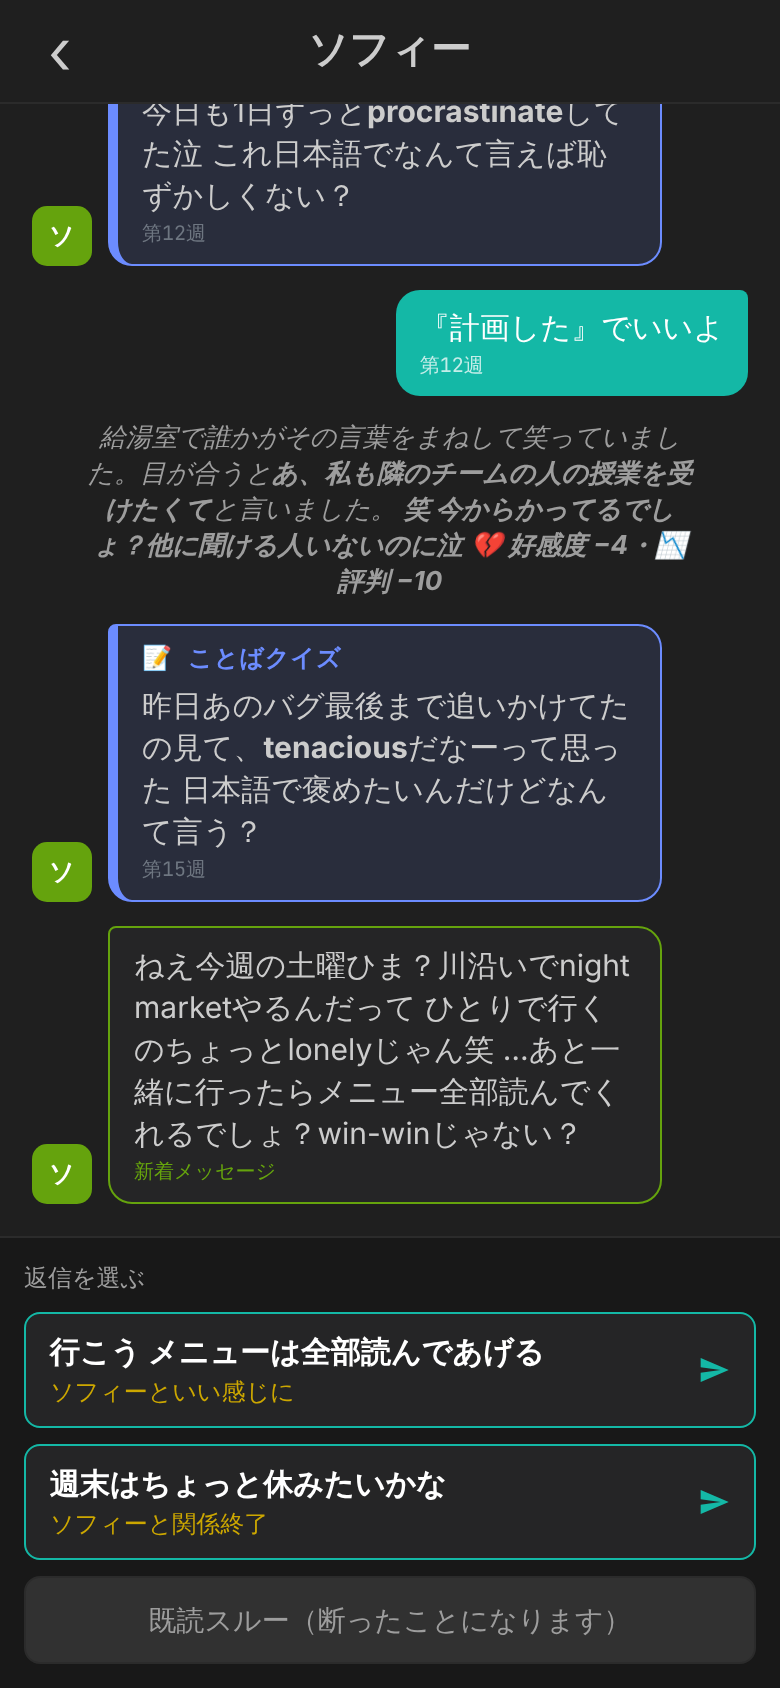 ソフィー
今日も1日ずっとprocrastinateして
た泣 これ日本語でなんて言えば恥
ずかしくない？
第12週
ソ
『計画した』でいいよ
第12週
給湯室で誰かがその言葉をまねして笑っていまし
た。目が合うとあ、私も隣のチームの人の授業を受
けたくてと言いました。 笑 今からかってるでし
ょ？他に聞ける人いないのに泣 💔 好感度 −4・📉
評判 −10
📝 ことばクイズ
昨日あのバグ最後まで追いかけてた
の見て、tenaciousだなーって思っ
た 日本語で褒めたいんだけどなん
て言う？
第15週
ソ
ねえ今週の土曜ひま？川沿いでnight
marketやるんだって ひとりで行く
のちょっとlonelyじゃん笑 …あと一
緒に行ったらメニュー全部読んでく
れるでしょ？win-winじゃない？
新着メッセージ
ソ
返信を選ぶ
行こう メニューは全部読んであげる
ソフィーといい感じに
週末はちょっと休みたいかな
ソフィーと関係終了
既読スルー（断ったことになります）